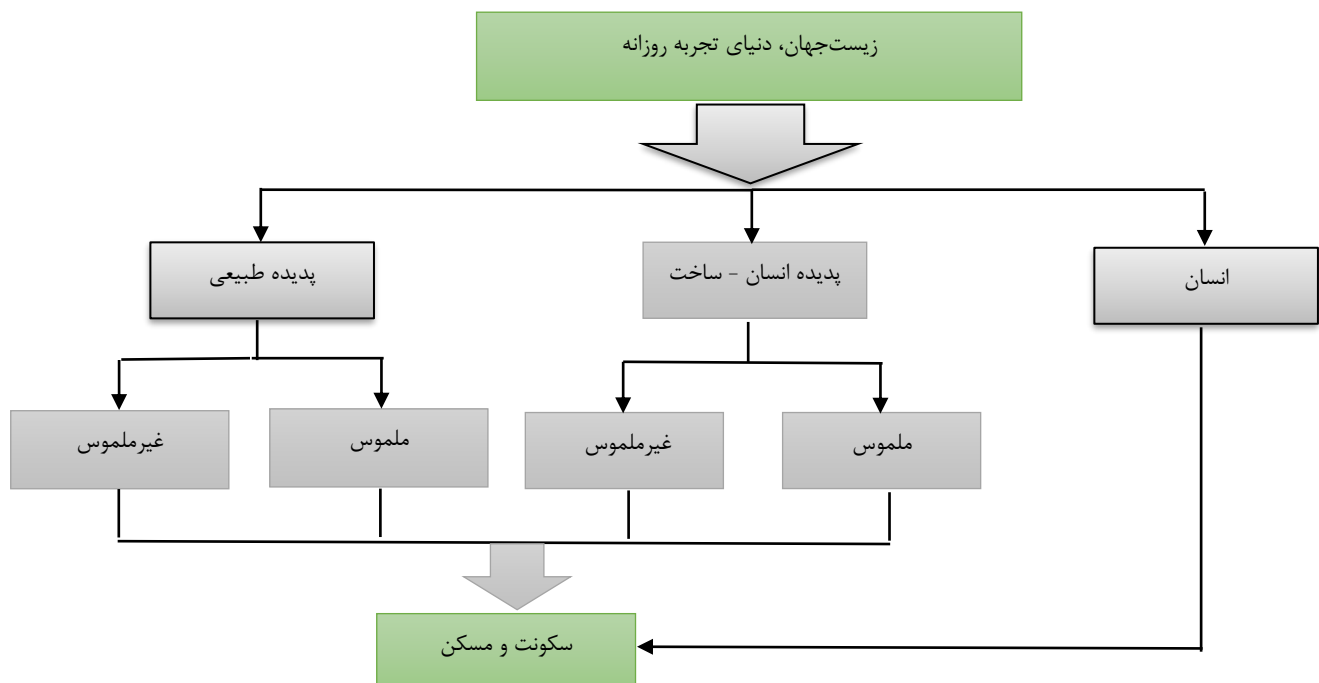 زیست‌جهان، دنیای تجربه روزانه
انسان
پدیده انسان - ساخت
پدیده طبیعی
ملموس
غیرملموس
ملموس
غیرملموس
سکونت و مسکن